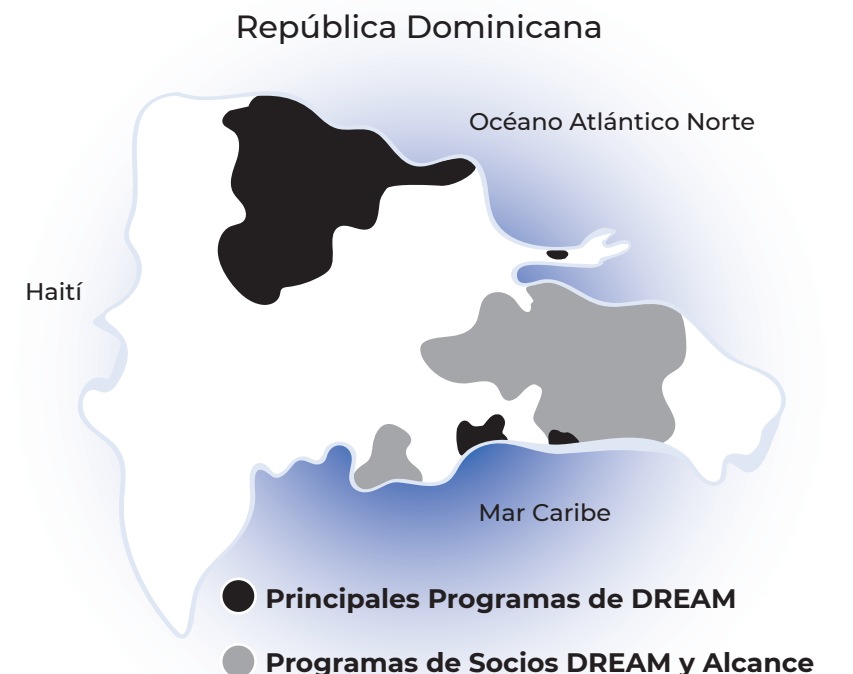 República Dominicana
Océano Atlántico Norte
Haití
Mar Caribe
Principales Programas de DREAM
Programas de Socios DREAM y Alcance